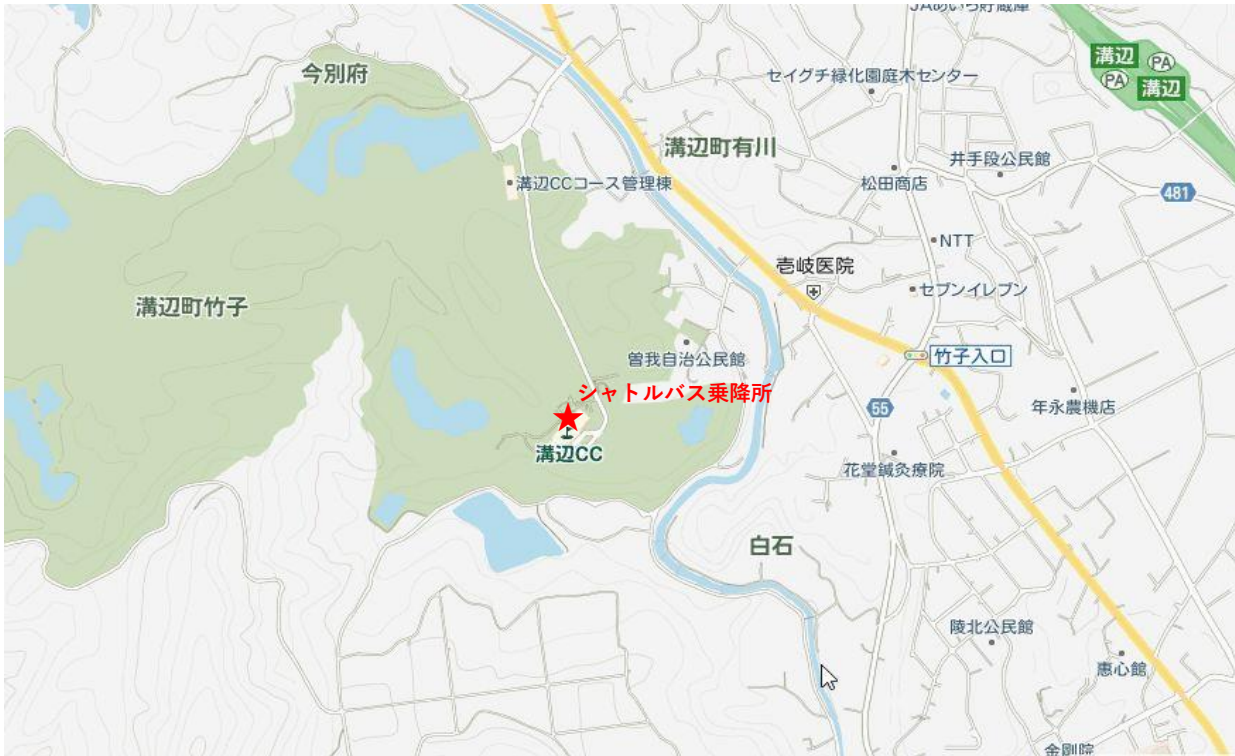 JAあいら貯蔵庫
溝辺
PA
PA
溝辺
今別府
セイグチ緑化園庭木センター
溝辺町有川
井手段公民館
溝辺CCコース管理棟
松田商店
481
NTT
壱岐医院
セブンイレブン
溝辺町竹子
曽我自治公民館
竹子入口
シャトルバス乗降所
55
年永農機店
溝辺CC
花堂鍼灸療院
白石
陵北公民館
恵心館
金剛院